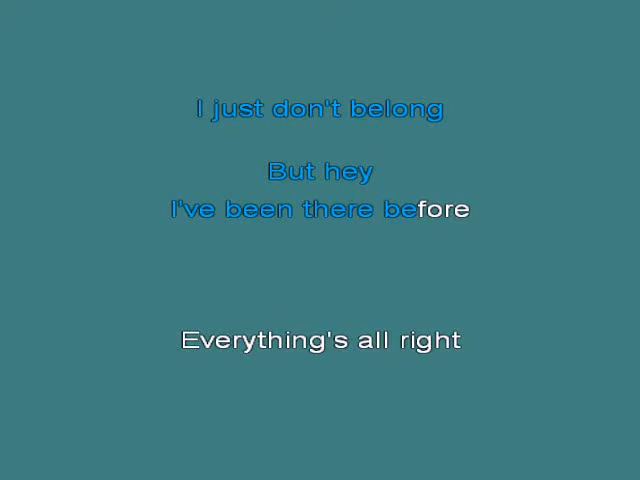 I just don't belong
But hey
I've been there before
Everything's all right